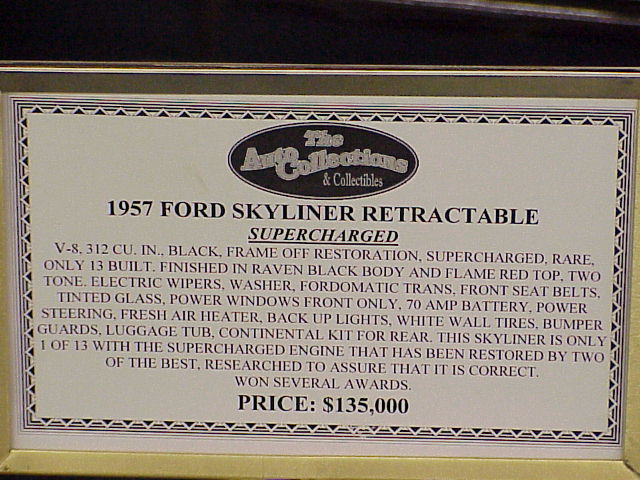 The
Auto Collections
& Collectibles
1957 FORD SKYLINER RETRACTABLE
SUPERCHARGED
V-8, 312 CU. IN., BLACK, FRAME OFF RESTORATION, SUPERCHARGED, RARE,
ONLY 13 BUILT. FINISHED IN RAVEN BLACK BODY AND FLAME RED TOP, TWO
TONE. ELECTRIC WIPERS, WASHER, FORDOMATIC TRANS, FRONT SEAT BELTS,
TINTED GLASS, POWER WINDOWS FRONT ONLY, 70 AMP BATTERY, POWER
STEERING, FRESH AIR HEATER, BACK UP LIGHTS, WHITE WALL TIRES, BUMPER
GUARDS, LUGGAGE TUB, CONTINENTAL KIT FOR REAR. THIS SKYLINER IS ONLY
1 OF 13 WITH THE SUPERCHARGED ENGINE THAT HAS BEEN RESTORED BY TWO
OF THE BEST, RESEARCHED TO ASSURE THAT IT IS CORRECT.
WON SEVERAL AWARDS.
PRICE: $135,000